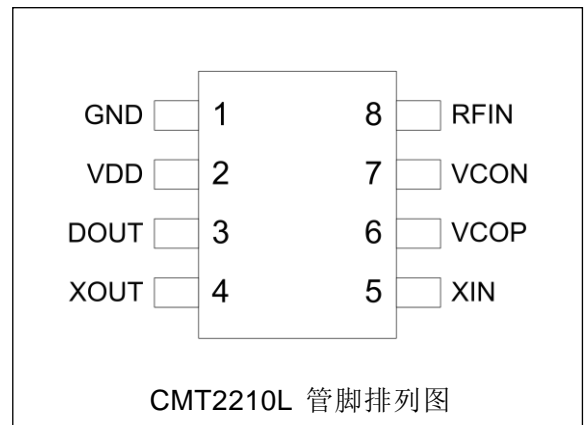 GND 1 8 RFIN
VDD 2 7 VCON
DOUT 3 6 VCOP
XOUT 4 5 XIN
CMT2210L 管脚排列图